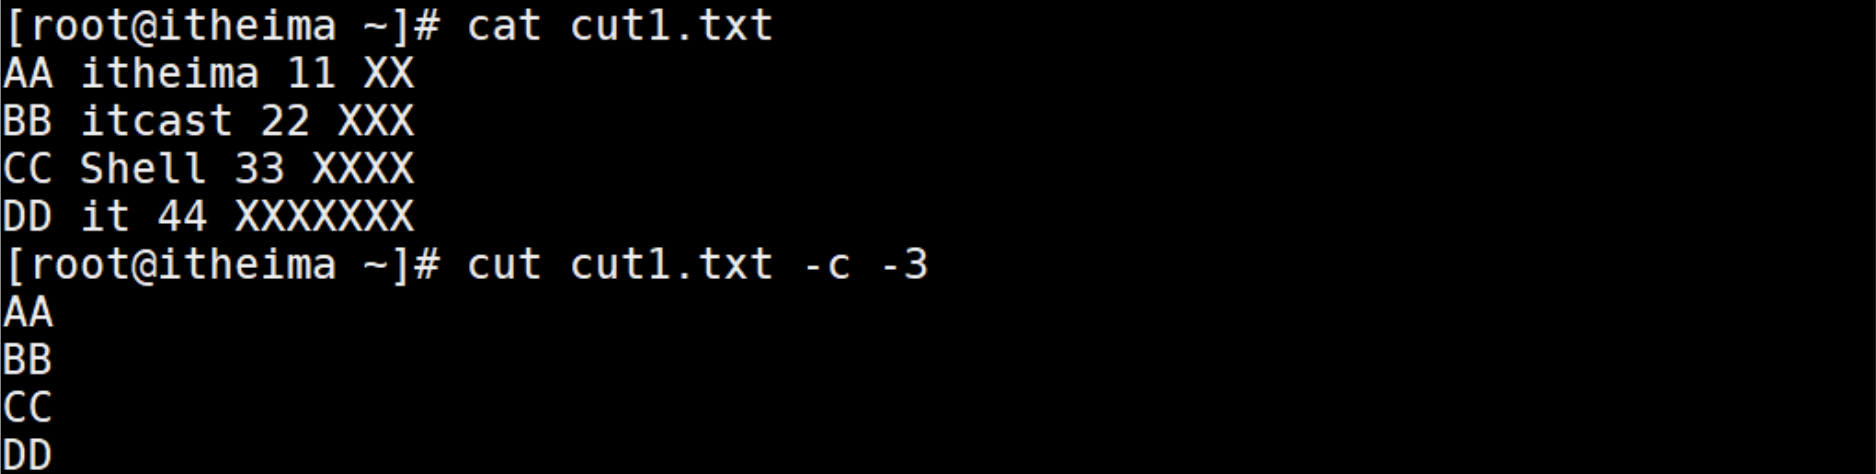 [root@itheima ~]# cat cut1.txt
AA itheima 11 XX
BB itcast 22 XXX
CC Shell 33 XXXX
DD it 44 XXXXXXX
[root@itheima ~]# cut cut1.txt -c -3
AA
BB
CC
DD